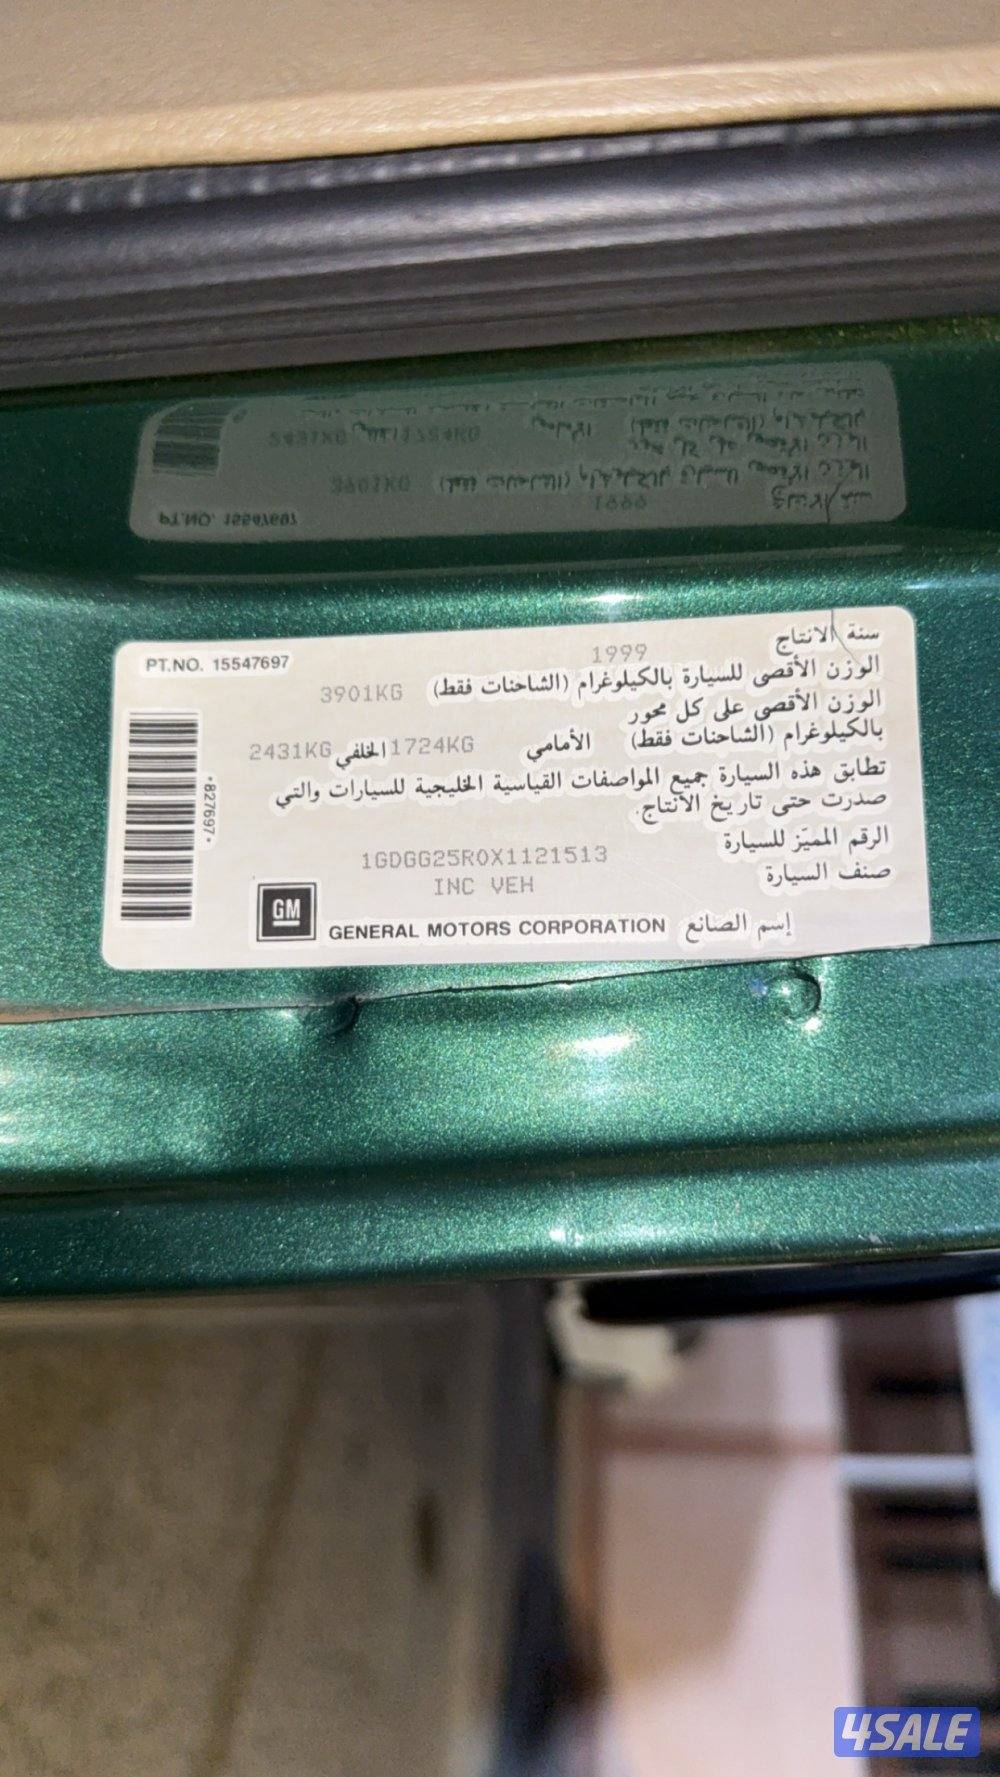 PT.NO. 15547697
سنة الانتاج 1999
الوزن الأقصى للسيارة بالكيلوغرام (الشاحنات فقط) 3901KG
الوزن الأقصى على كل محور
بالكيلوغرام (الشاحنات فقط) الأمامي 1724KG الخلفي 2431KG
تطابق هذه السيارة جميع المواصفات القياسية الخليجية للسيارات والتي
صدرت حتى تاريخ الانتاج.
*827697*
الرقم المميّز للسيارة
1GDGG25R0X1121513
صنف السيارة INC VEH
إسم الصانع GENERAL MOTORS CORPORATION
GM
4SALE